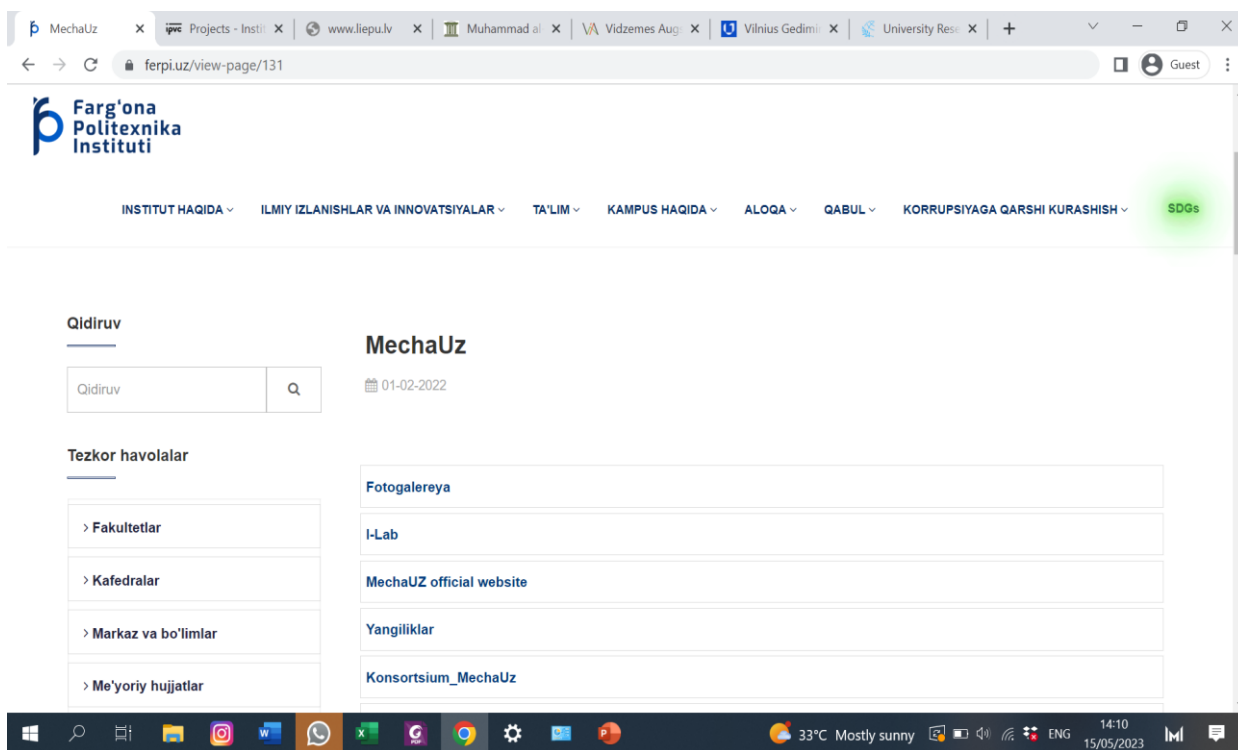 MechaUz
Projects - Instit
www.liepu.lv
Muhammad al
Vidzemes Aug
Vilnius Gedimi
University Rese
ferpi.uz/view-page/131
Guest
Farg'ona
Politexnika
Instituti
INSTITUT HAQIDA
ILMIY IZLANISHLAR VA INNOVATSIYALAR
TA'LIM
KAMPUS HAQIDA
ALOQA
QABUL
KORRUPSIYAGA QARSHI KURASHISH
SDGs
Qidiruv
Qidiruv
Tezkor havolalar
Fakultetlar
Kafedralar
Markaz va bo'limlar
Me'yoriy hujjatlar
MechaUz
01-02-2022
Fotogalereya
I-Lab
MechaUZ official website
Yangiliklar
Konsortsium_MechaUz
33°C Mostly sunny
ENG
14:10
15/05/2023